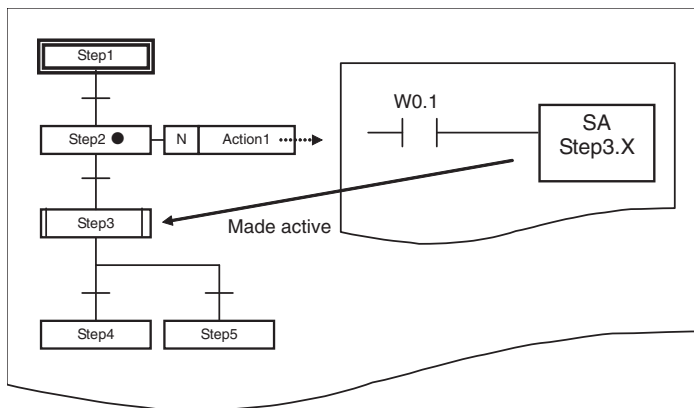 Step1
W0.1
SA
Step3.X
Step2
N
Action1
Step3
Made active
Step4
Step5